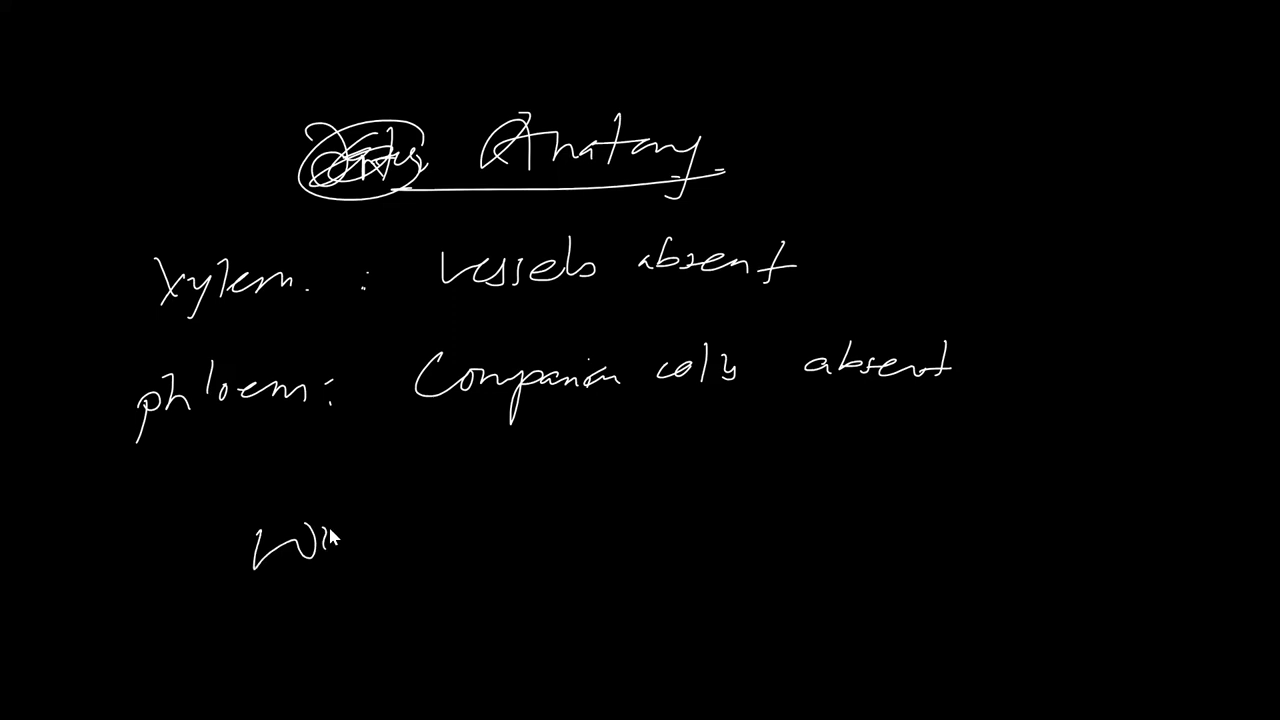 Anatomy
Xylem. : Vessels absent
phloem: Companion cells absent